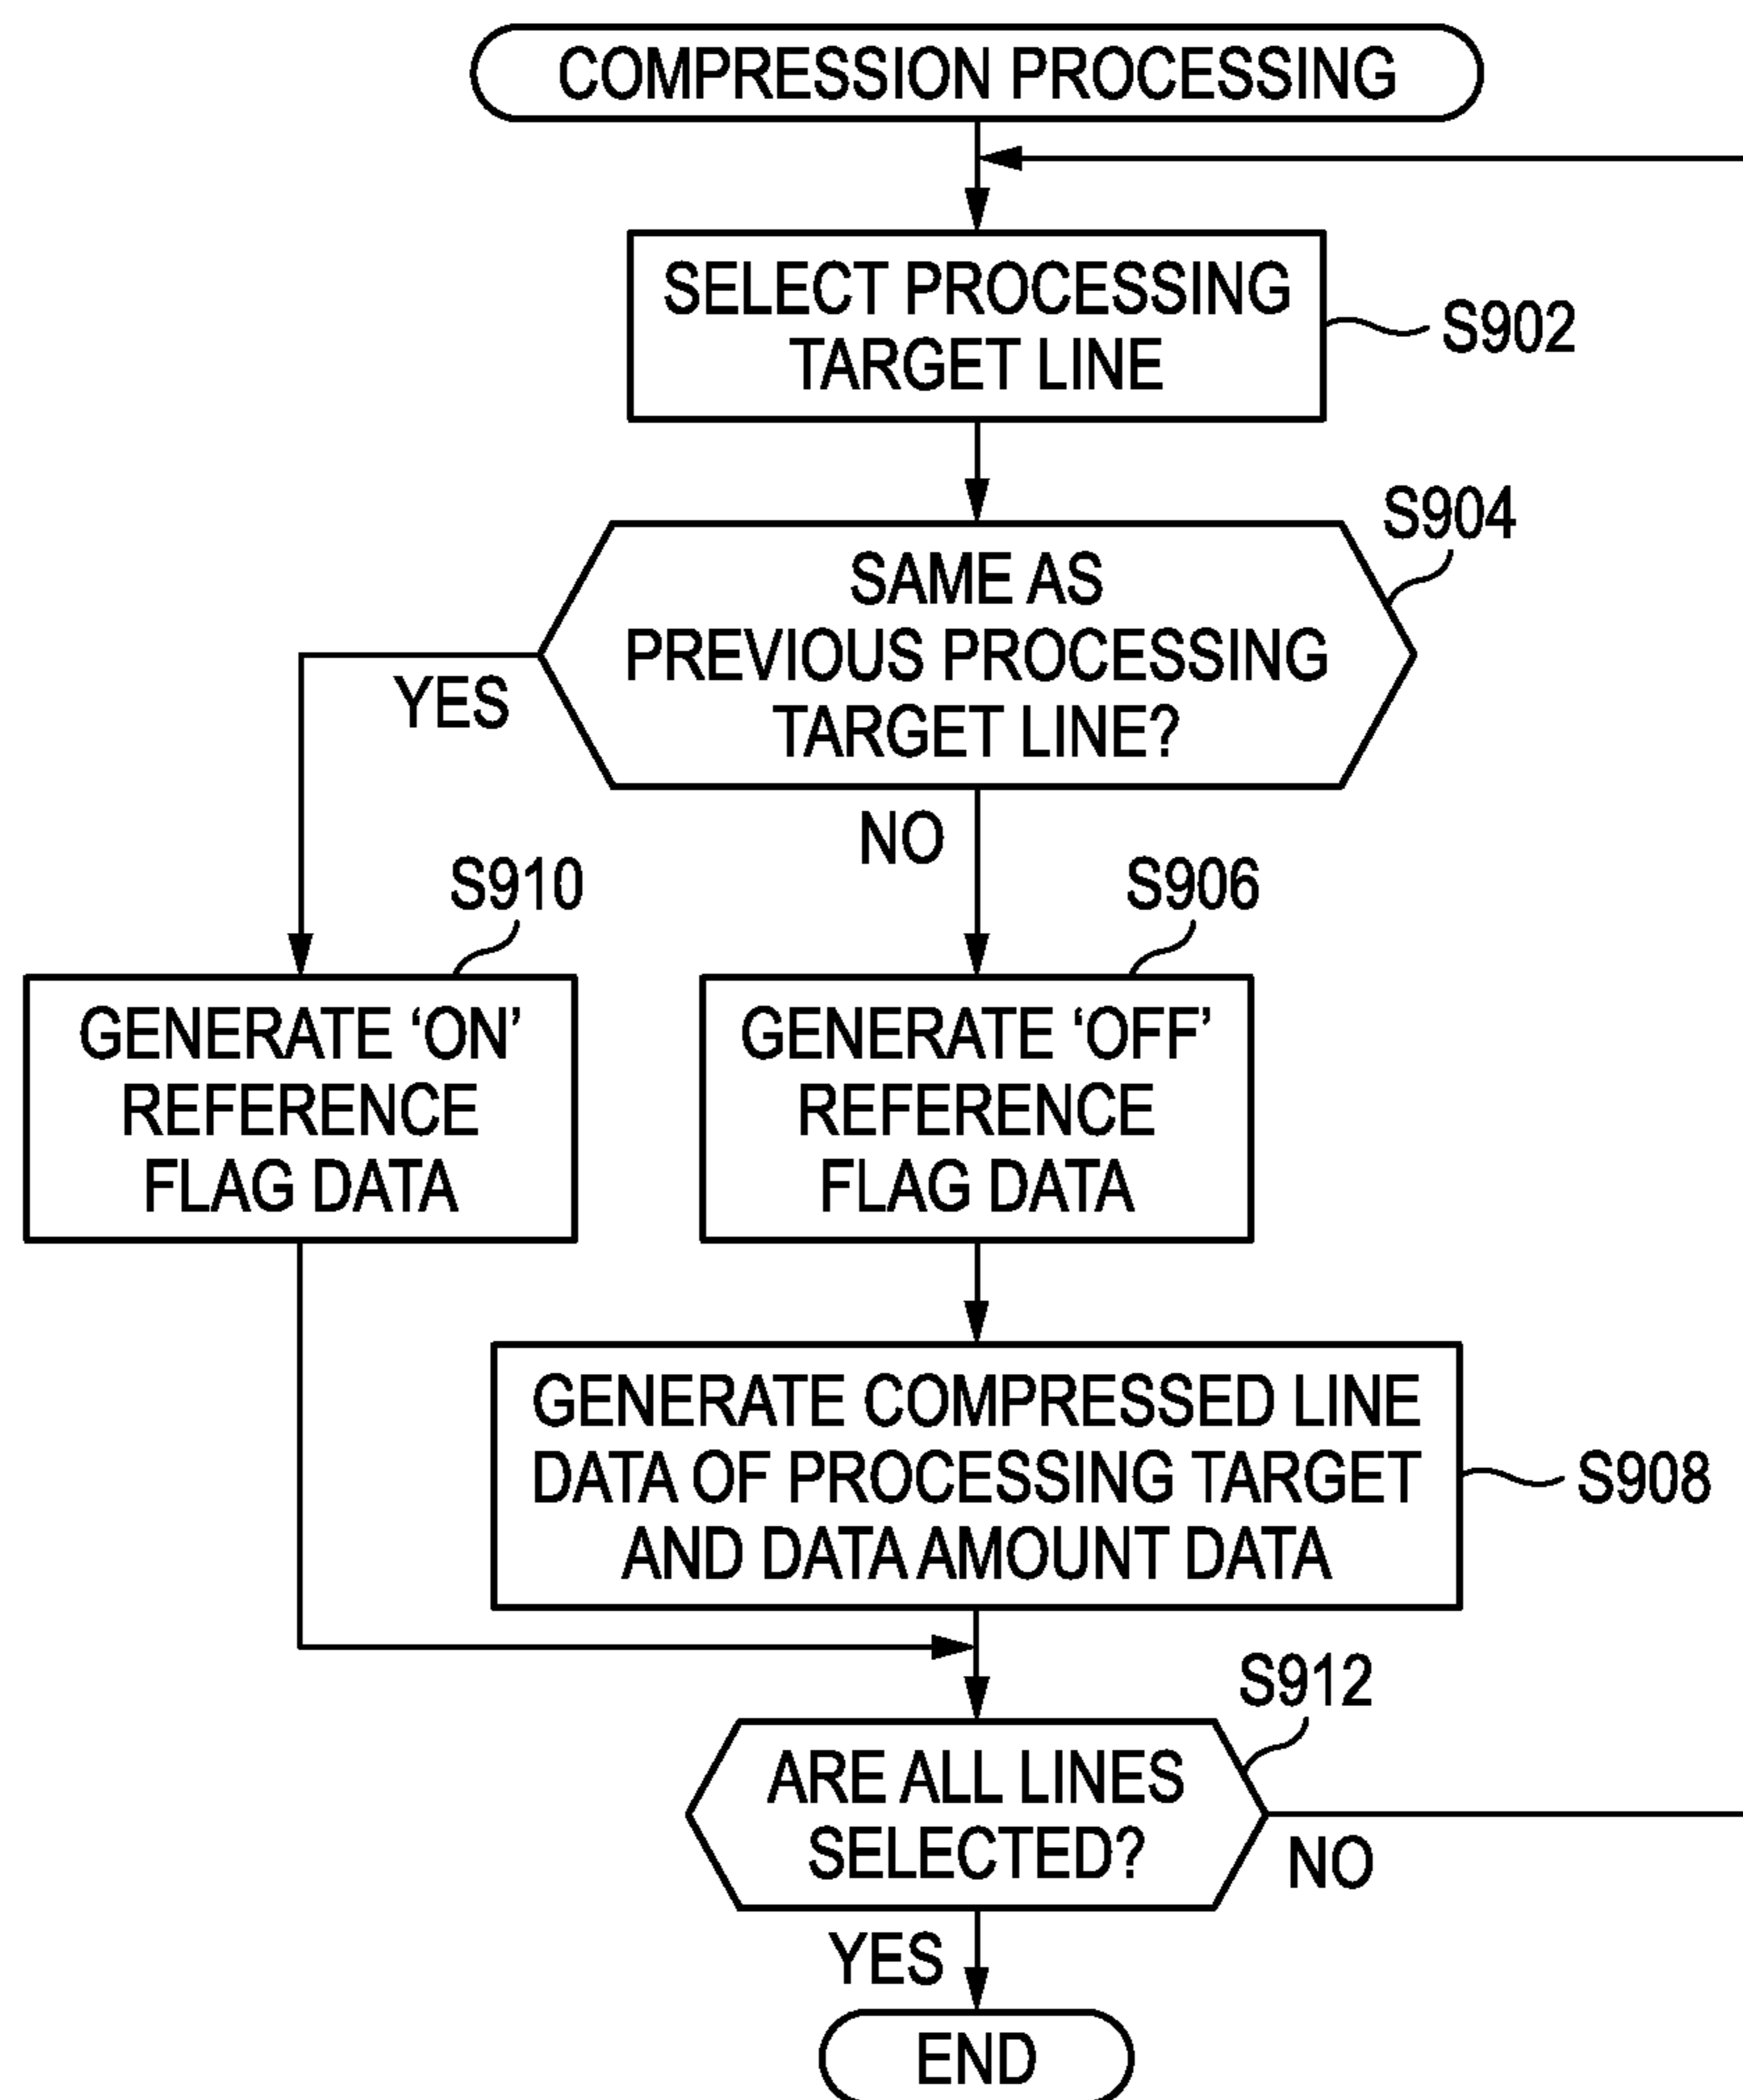 COMPRESSION PROCESSING
SELECT PROCESSING
TARGET LINE
S902
S904
SAME AS
PREVIOUS PROCESSING
TARGET LINE?
YES
NO
S910
S906
GENERATE ‘ON’
REFERENCE
FLAG DATA
GENERATE ‘OFF’
REFERENCE
FLAG DATA
GENERATE COMPRESSED LINE
DATA OF PROCESSING TARGET
AND DATA AMOUNT DATA
S908
S912
ARE ALL LINES
SELECTED?
NO
YES
END